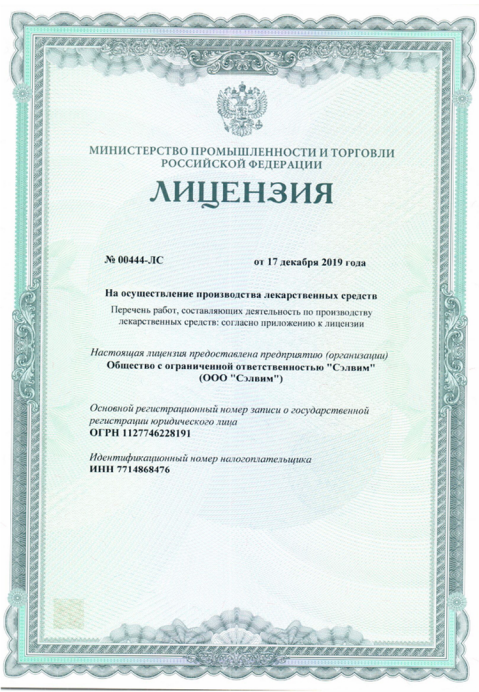 МИНИСТЕРСТВО ПРОМЫШЛЕННОСТИ И ТОРГОВЛИ
РОССИЙСКОЙ ФЕДЕРАЦИИ
ЛИЦЕНЗИЯ
№ 00444-ЛС от 17 декабря 2019 года
На осуществление производства лекарственных средств
Перечень работ, составляющих деятельность по производству
лекарственных средств: согласно приложению к лицензии
Настоящая лицензия предоставлена предприятию (организации)
Общество с ограниченной ответственностью "Сэлвим"
(ООО "Сэлвим")
Основной регистрационный номер записи о государственной
регистрации юридического лица
ОГРН 1127746228191
Идентификационный номер налогоплательщика
ИНН 7714868476